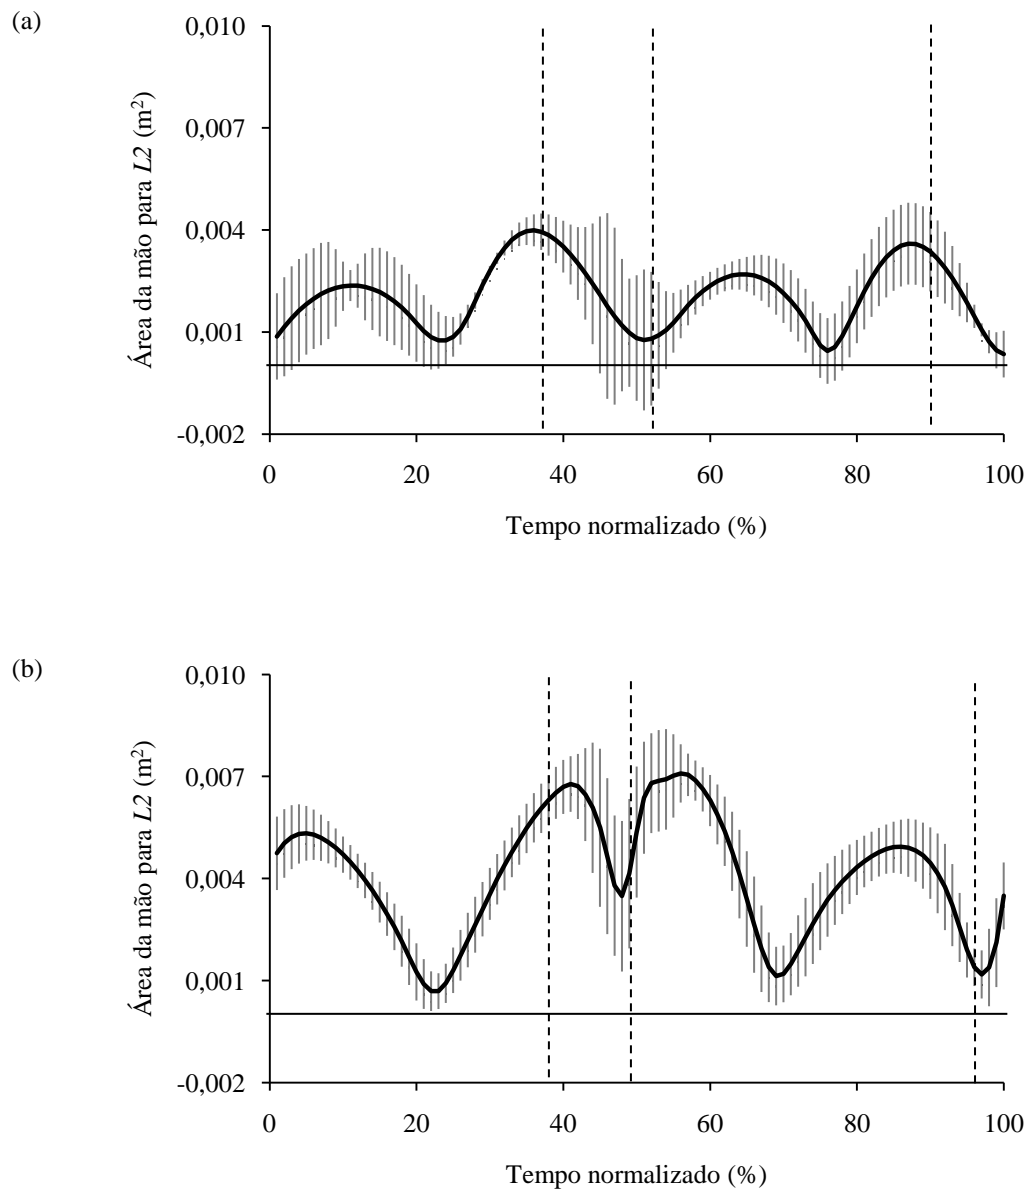 (a)
Área da mão para L2 (m²)
0,010
0,007
0,004
0,001
-0,002
0 20 40 60 80 100
Tempo normalizado (%)
(b)
Área da mão para L2 (m²)
0,010
0,007
0,004
0,001
-0,002
0 20 40 60 80 100
Tempo normalizado (%)